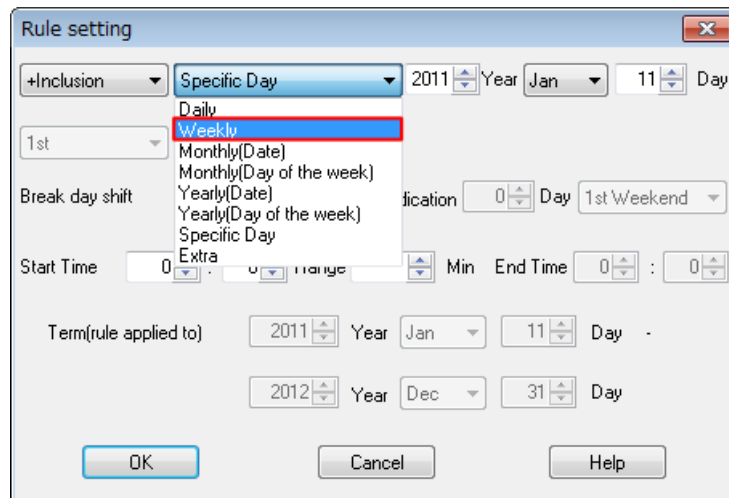 Rule setting
+Inclusion Specific Day 2011 Year Jan 11 Day
Daily
Weekly
1st
Monthly(Date)
Monthly(Day of the week)
Yearly(Date)
Break day shift dication 0 Day 1st Weekend
Yearly(Day of the week)
Specific Day
Extra
Start Time 0 : 0 Range Min End Time 0 : 0
Term(rule applied to) 2011 Year Jan 11 Day -
2012 Year Dec 31 Day
OK Cancel Help